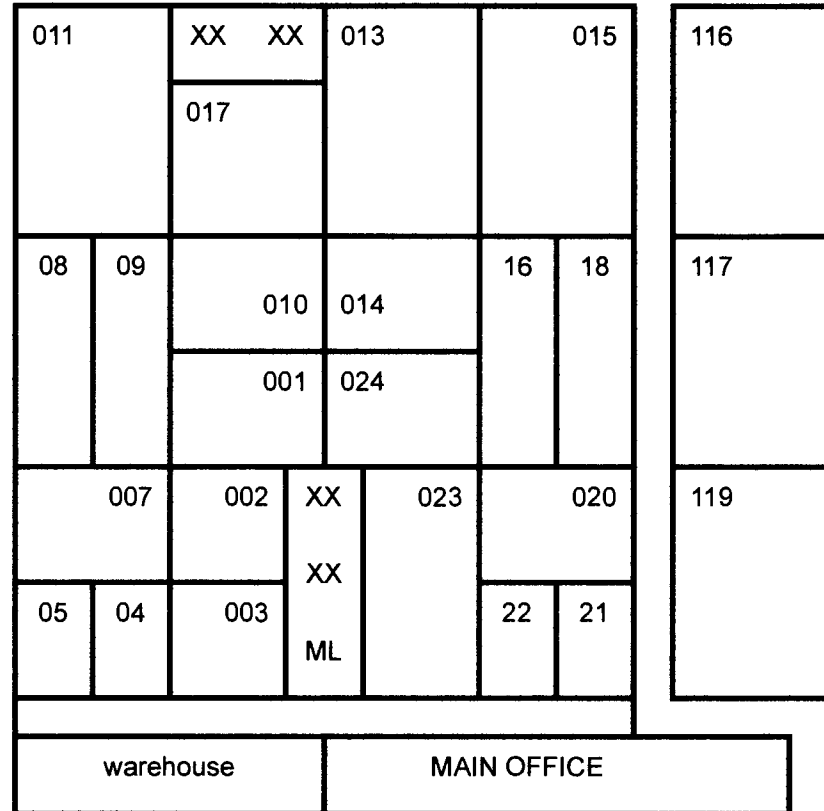 011 XX XX 013 015 116
017
08 09 16 18 117
010 014
001 024
007 002 XX 023 020 119
XX
05 04 003 22 21
ML
warehouse MAIN OFFICE